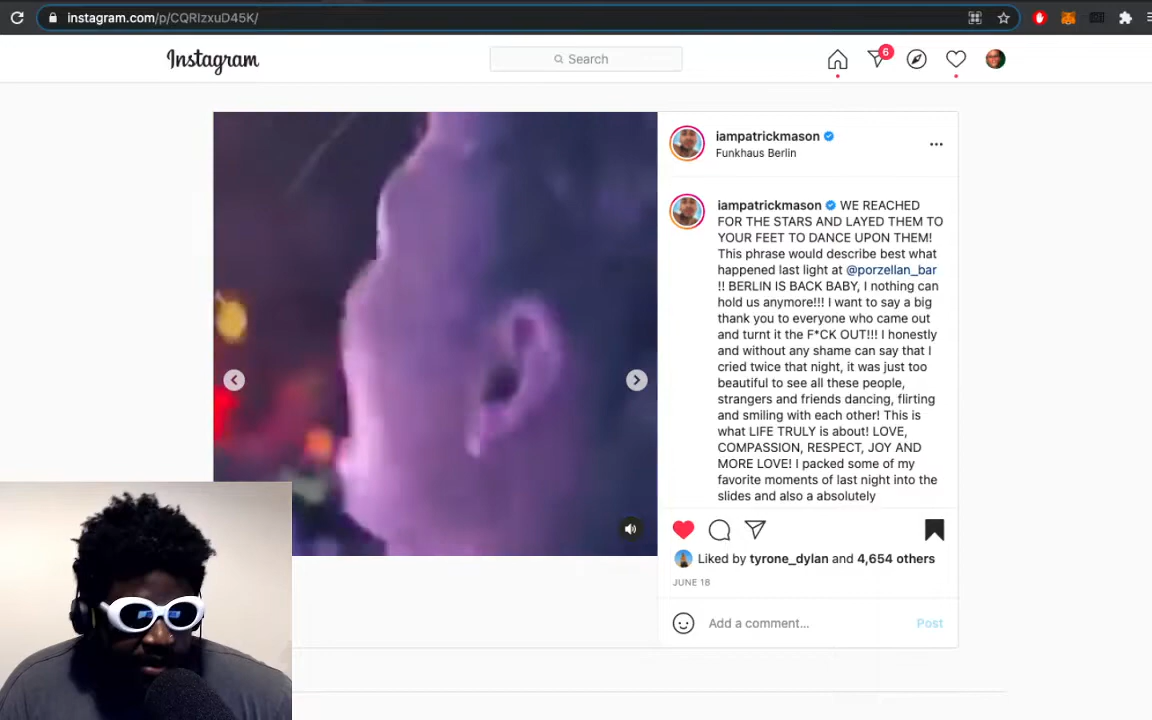 instagram.com/p/CQRIzxuD45K/
Instagram
Search
6
iampatrickmason
Funkhaus Berlin
iampatrickmason WE REACHED
FOR THE STARS AND LAYED THEM TO
YOUR FEET TO DANCE UPON THEM!
This phrase would describe best what
happened last light at @porzellan_bar
!! BERLIN IS BACK BABY, I nothing can
hold us anymore!!! I want to say a big
thank you to everyone who came out
and turnt it the F*CK OUT!!! I honestly
and without any shame can say that I
cried twice that night, it was just too
beautiful to see all these people,
strangers and friends dancing, flirting
and smiling with each other! This is
what LIFE TRULY is about! LOVE,
COMPASSION, RESPECT, JOY AND
MORE LOVE! I packed some of my
favorite moments of last night into the
slides and also a absolutely
Liked by tyrone_dylan and 4,654 others
JUNE 18
Add a comment...
Post